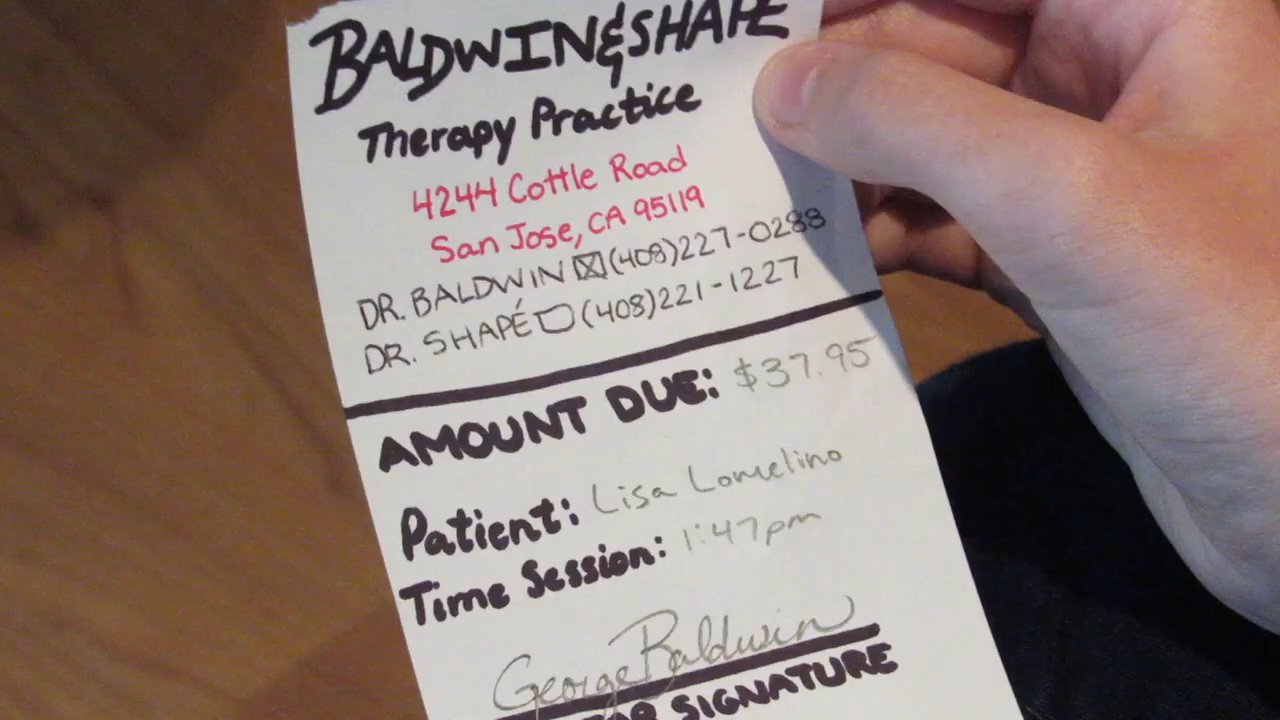 BALDWIN&SHAPE
Therapy Practice
4244 Cottle Road
San Jose, CA 95119
DR. BALDWIN ☒ (408)227-0288
DR. SHAPÉ ☐ (408)221-1227
AMOUNT DUE: $37.95
Patient: Lisa Lomelino
Time Session: 1:47pm
George Baldwin
SIGNATURE